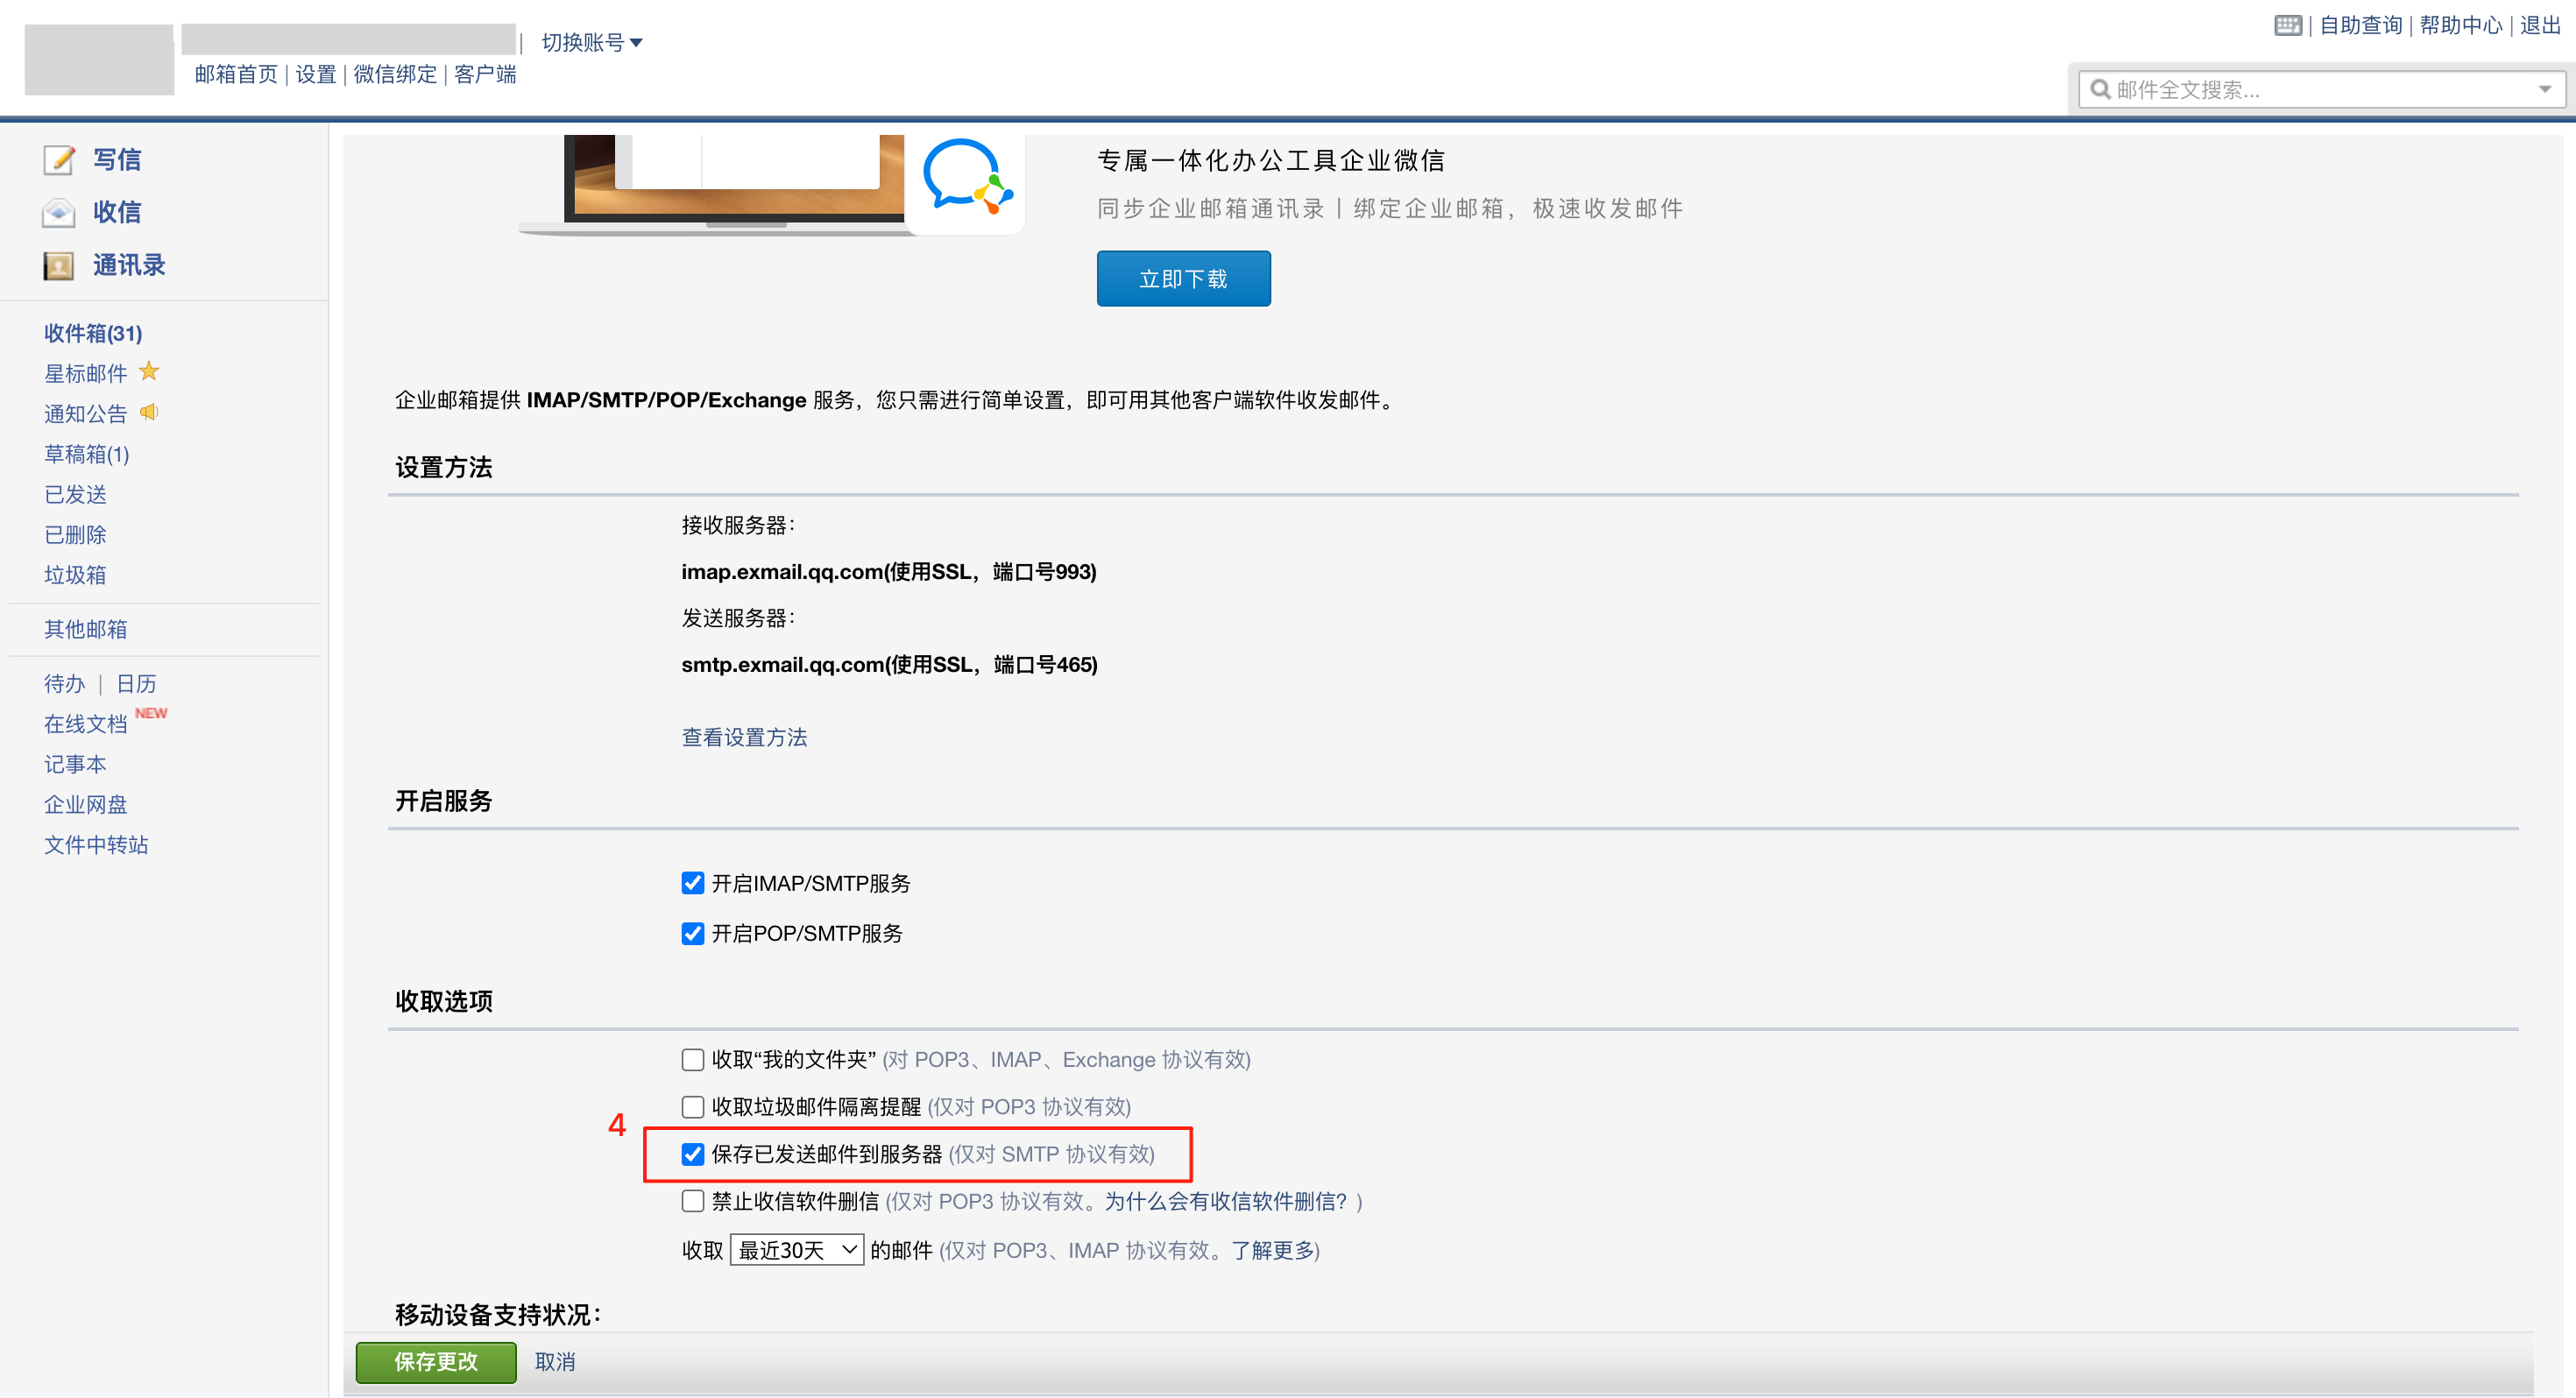 | 切换账号
邮箱首页 | 设置 | 微信绑定 | 客户端
| 自助查询 | 帮助中心 | 退出
邮件全文搜索...
写信
收信
通讯录
收件箱(31)
星标邮件
通知公告
草稿箱(1)
已发送
已删除
垃圾箱
其他邮箱
待办 | 日历
在线文档 NEW
记事本
企业网盘
文件中转站
专属一体化办公工具企业微信
同步企业邮箱通讯录丨绑定企业邮箱，极速收发邮件
立即下载
企业邮箱提供 IMAP/SMTP/POP/Exchange 服务，您只需进行简单设置，即可用其他客户端软件收发邮件。
设置方法
接收服务器：
imap.exmail.qq.com(使用SSL，端口号993)
发送服务器：
smtp.exmail.qq.com(使用SSL，端口号465)
查看设置方法
开启服务
开启IMAP/SMTP服务
开启POP/SMTP服务
收取选项
收取“我的文件夹” (对 POP3、IMAP、Exchange 协议有效)
收取垃圾邮件隔离提醒 (仅对 POP3 协议有效)
4
保存已发送邮件到服务器 (仅对 SMTP 协议有效)
禁止收信软件删信 (仅对 POP3 协议有效。为什么会有收信软件删信？)
收取 最近30天 的邮件 (仅对 POP3、IMAP 协议有效。了解更多)
移动设备支持状况：
保存更改 取消